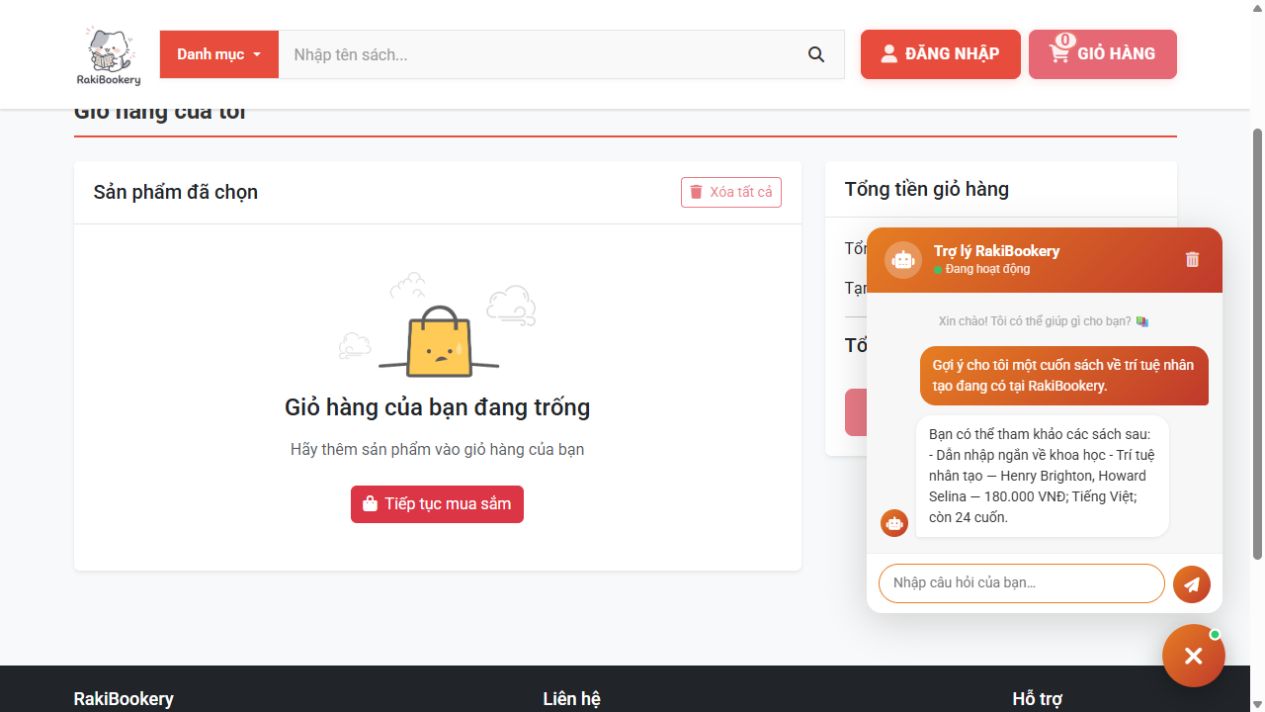 RakiBookery
Danh mục
Nhập tên sách...
ĐĂNG NHẬP
0
GIỎ HÀNG
Giỏ hàng của tôi
Sản phẩm đã chọn
Xóa tất cả
Giỏ hàng của bạn đang trống
Hãy thêm sản phẩm vào giỏ hàng của bạn
Tiếp tục mua sắm
Tổng tiền giỏ hàng
Trợ lý RakiBookery
Đang hoạt động
Xin chào! Tôi có thể giúp gì cho bạn?
Gợi ý cho tôi một cuốn sách về trí tuệ nhân
tạo đang có tại RakiBookery.
Bạn có thể tham khảo các sách sau:
- Dẫn nhập ngắn về khoa học - Trí tuệ
nhân tạo — Henry Brighton, Howard
Selina — 180.000 VNĐ; Tiếng Việt;
còn 24 cuốn.
Nhập câu hỏi của bạn...
RakiBookery
Liên hệ
Hỗ trợ